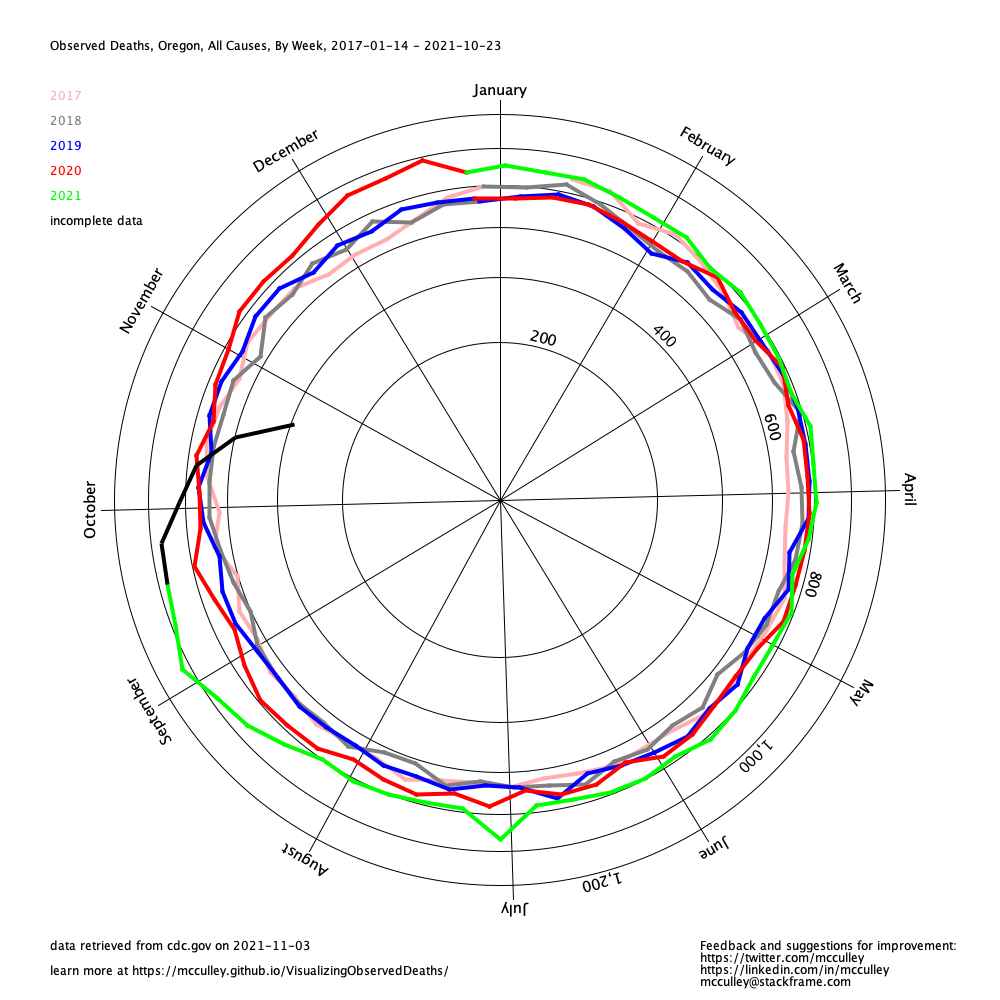 Observed Deaths, Oregon, All Causes, By Week, 2017-01-14 - 2021-10-23
2017
2018
2019
2020
2021
incomplete data
January
February
March
April
May
June
July
August
September
October
November
December
200
400
600
800
1,000
1,200
data retrieved from cdc.gov on 2021-11-03
learn more at https://mcculley.github.io/VisualizingObservedDeaths/
Feedback and suggestions for improvement:
https://twitter.com/mcculley
https://linkedin.com/in/mcculley
mcculley@stackframe.com